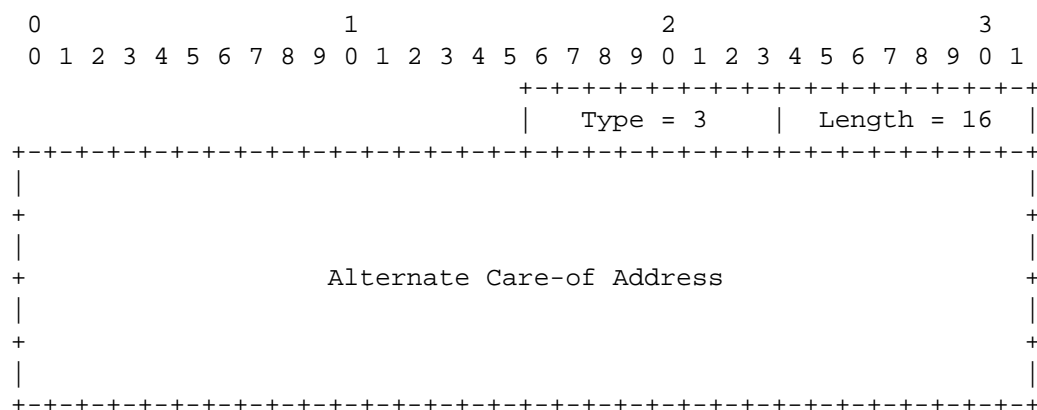 0                   1                   2                   3
 0 1 2 3 4 5 6 7 8 9 0 1 2 3 4 5 6 7 8 9 0 1 2 3 4 5 6 7 8 9 0 1
                                +-+-+-+-+-+-+-+-+-+-+-+-+-+-+-+-+
                                |   Type = 3    |  Length = 16  |
+-+-+-+-+-+-+-+-+-+-+-+-+-+-+-+-+-+-+-+-+-+-+-+-+-+-+-+-+-+-+-+-+
|                                                               |
+                                                               +
|                                                               |
+                   Alternate Care-of Address                   +
|                                                               |
+                                                               +
|                                                               |
+-+-+-+-+-+-+-+-+-+-+-+-+-+-+-+-+-+-+-+-+-+-+-+-+-+-+-+-+-+-+-+-+